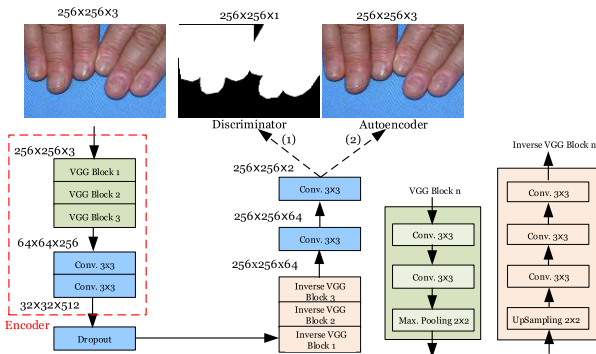 256x256x3
256x256x1
256x256x3
Discriminator
(1)
(2)
Autoencoder
256x256x3
VGG Block 1
VGG Block 2
VGG Block 3
64x64x256
Conv. 3x3
Conv. 3x3
32x32x512
Encoder
Dropout
256x256x2
Conv. 3x3
256x256x64
Conv. 3x3
256x256x64
Inverse VGG
Block 3
Inverse VGG
Block 2
Inverse VGG
Block 1
VGG Block n
Conv. 3x3
Conv. 3x3
Max. Pooling 2x2
Inverse VGG Block n
Conv. 3x3
Conv. 3x3
Conv. 3x3
UpSampling 2x2